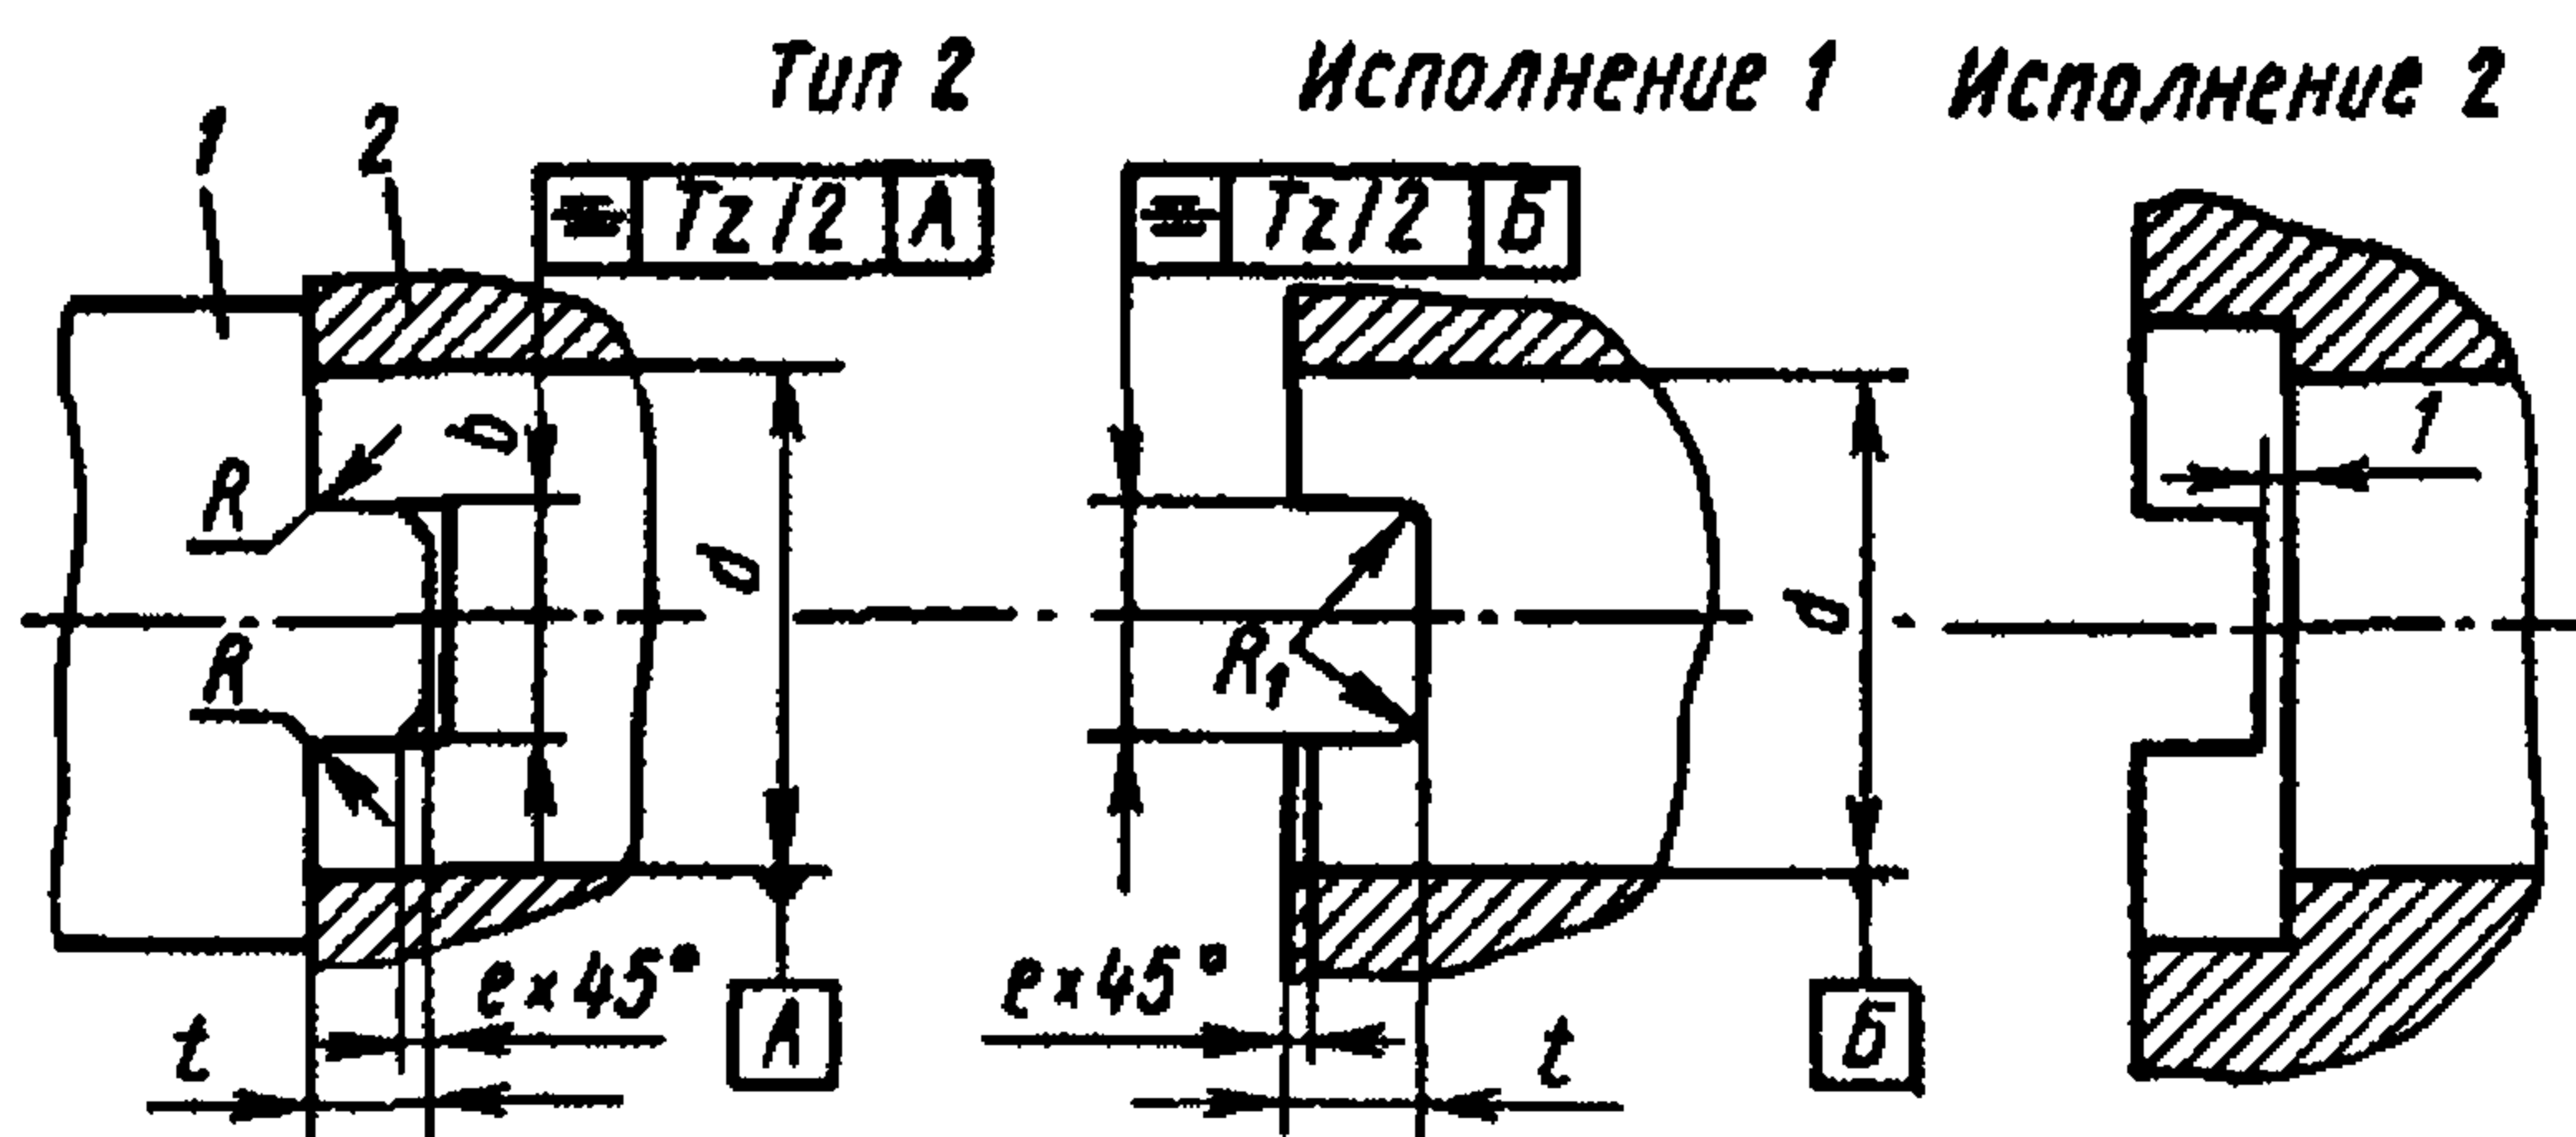 Тип 2 Исполнение 1 Исполнение 2
1 2
Tz/2 А Tz/2 Б
b
1
R
d d
R R₁
e×45° e×45°
t А t Б